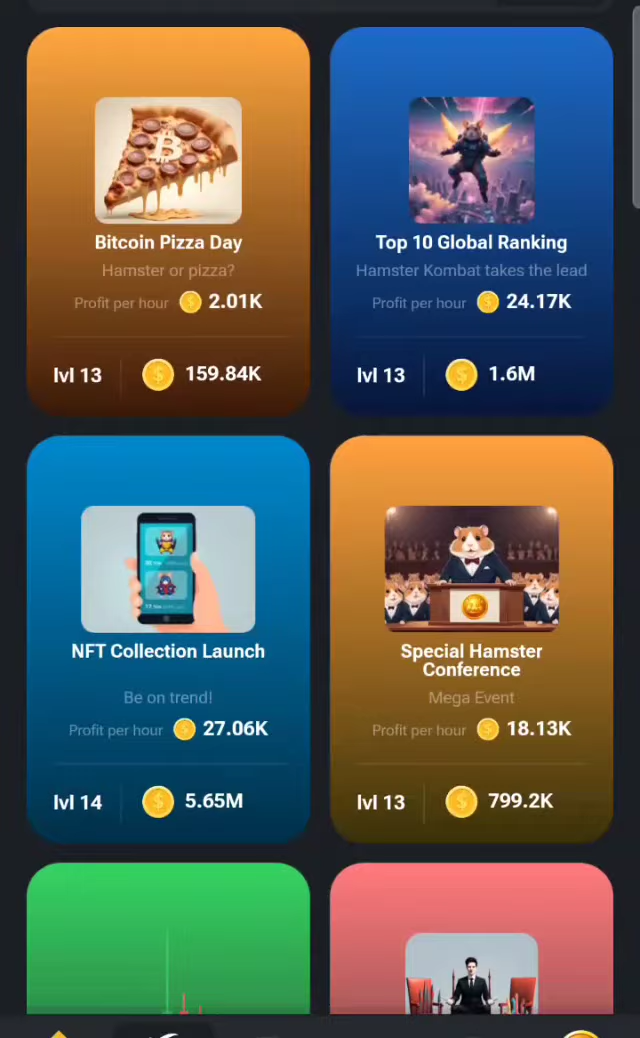 Bitcoin Pizza Day
Hamster or pizza?
Profit per hour 2.01K
lvl 13 159.84K
Top 10 Global Ranking
Hamster Kombat takes the lead
Profit per hour 24.17K
lvl 13 1.6M
NFT Collection Launch
Be on trend!
Profit per hour 27.06K
lvl 14 5.65M
Special Hamster
Conference
Mega Event
Profit per hour 18.13K
lvl 13 799.2K